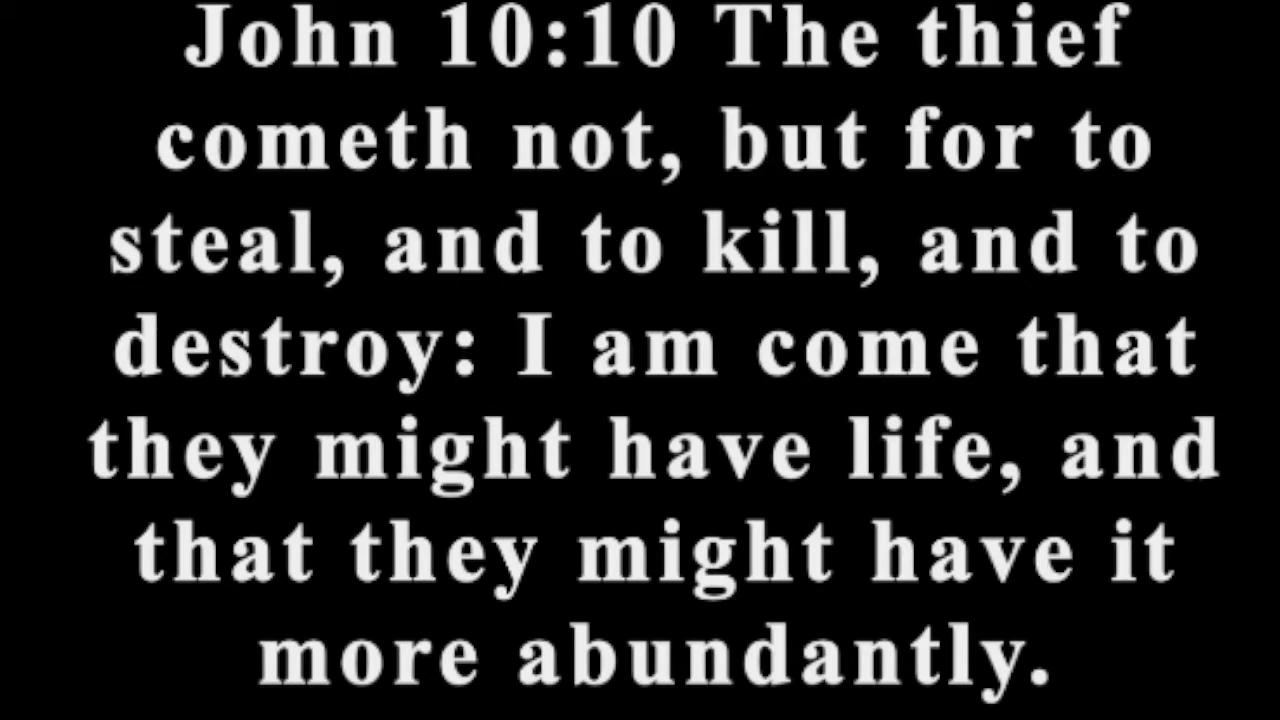 John 10:10 The thief
cometh not, but for to
steal, and to kill, and to
destroy: I am come that
they might have life, and
that they might have it
more abundantly.